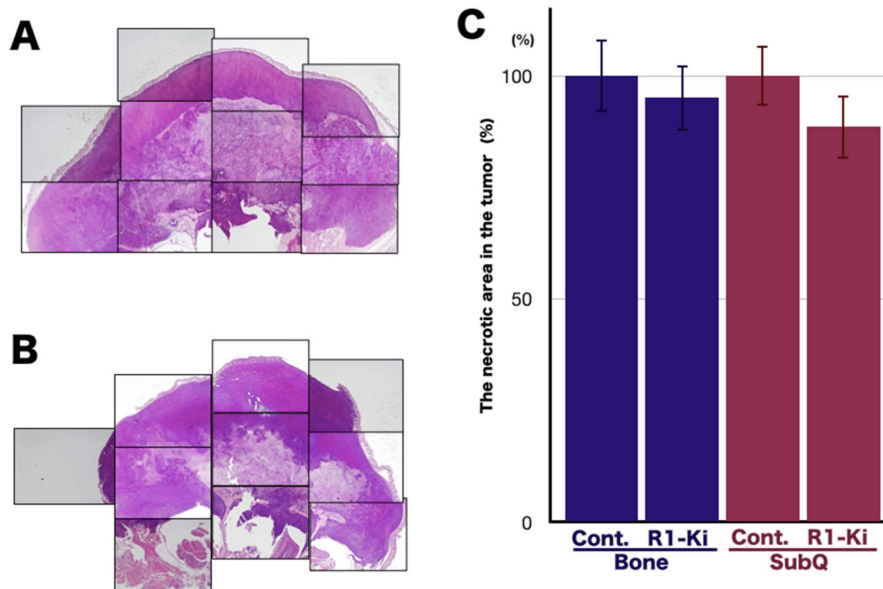 A
B
C
(%)
100
50
0
The necrotic area in the tumor (%)
Cont. R1-Ki Cont. R1-Ki
Bone SubQ